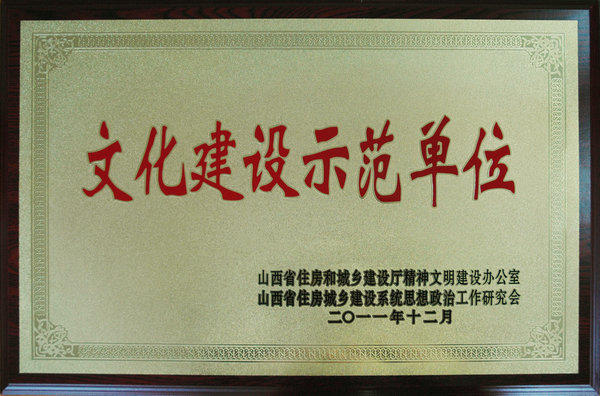 文化建设示范单位
山西省住房和城乡建设厅精神文明建设办公室
山西省住房城乡建设系统思想政治工作研究会
二〇一一年十二月